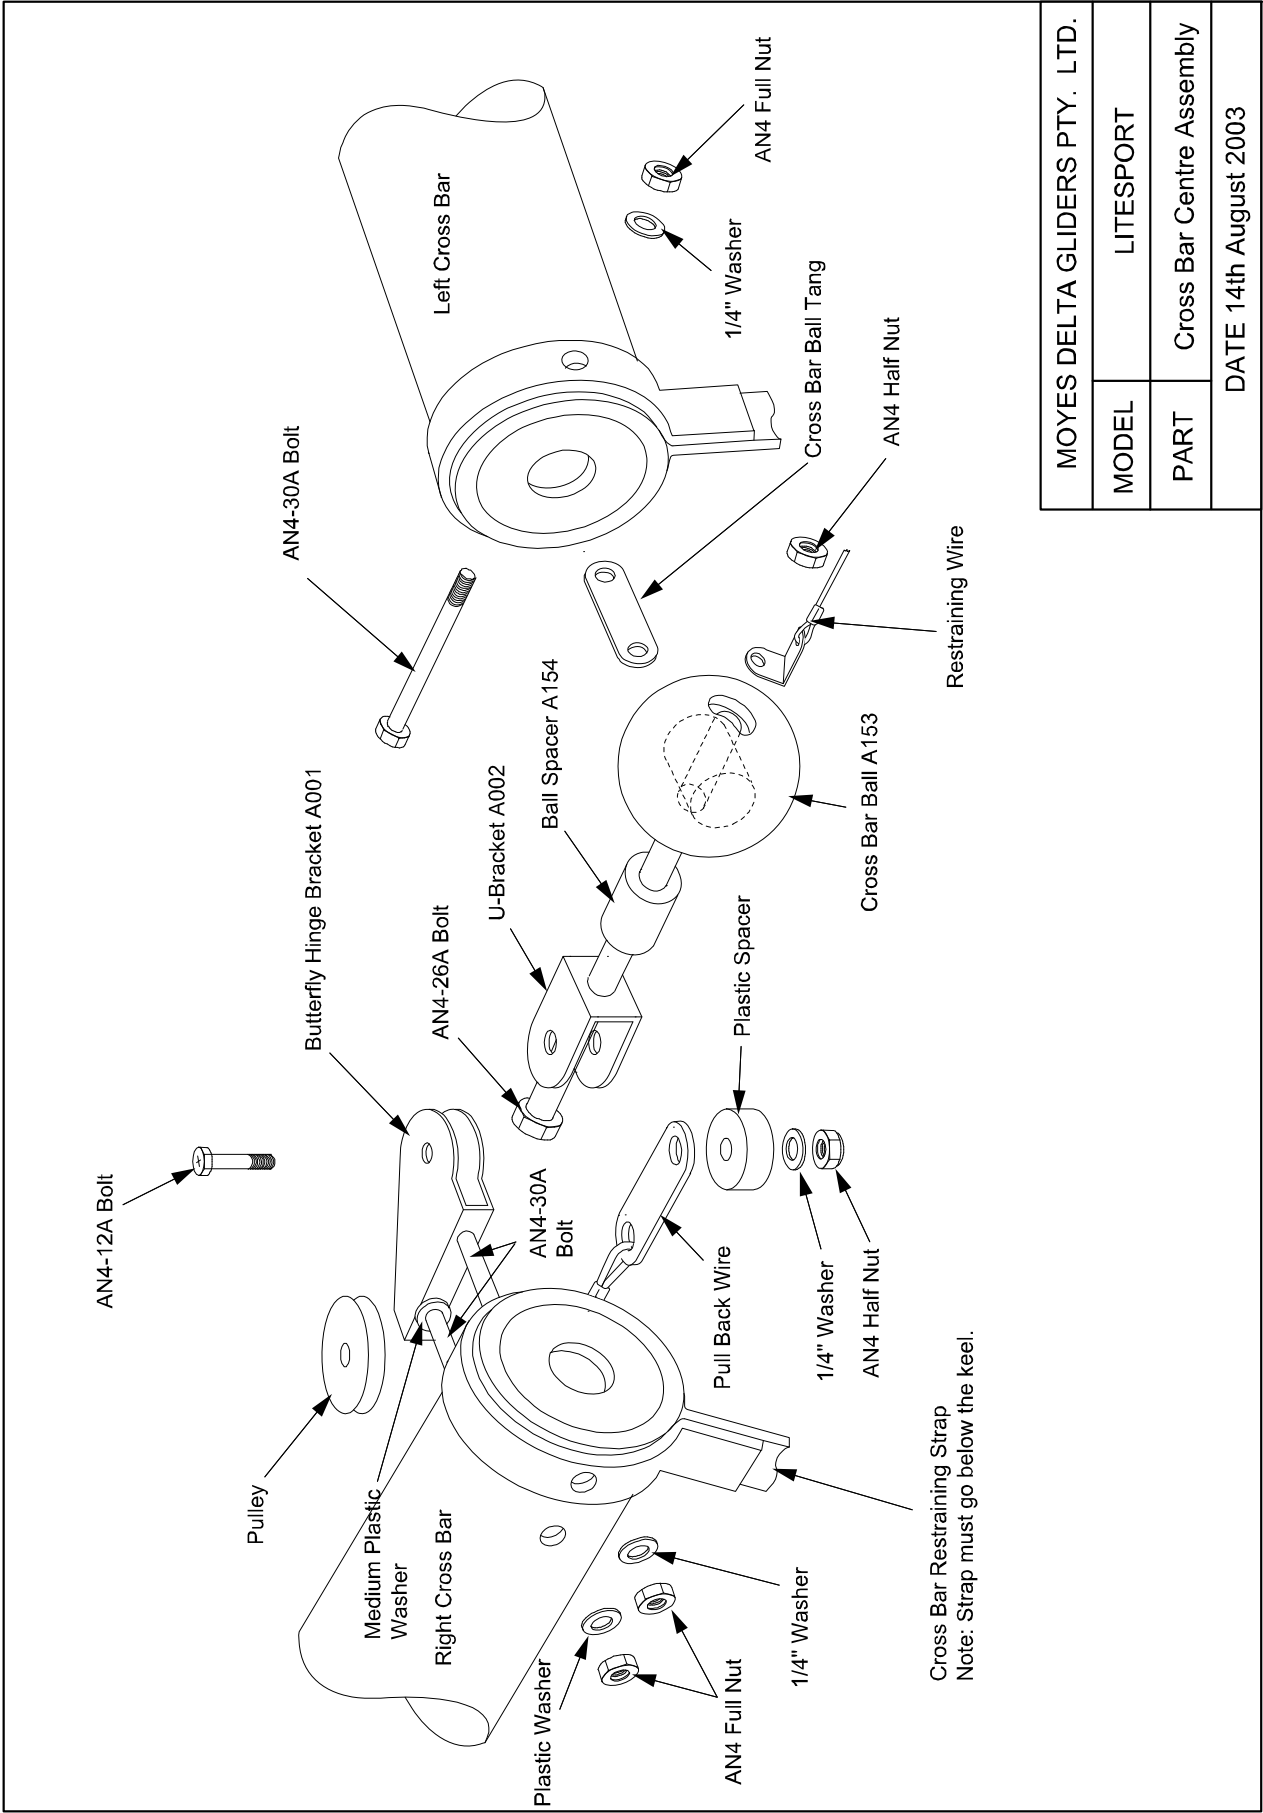 AN4-12A Bolt
Pulley
Butterfly Hinge Bracket A001
AN4-30A Bolt
Medium Plastic
Washer
Right Cross Bar
AN4-26A Bolt
U-Bracket A002
Ball Spacer A154
Left Cross Bar
AN4-30A
Bolt
Plastic Washer
AN4 Full Nut
1/4" Washer
Pull Back Wire
Plastic Spacer
1/4" Washer
AN4 Half Nut
Cross Bar Ball A153
Restraining Wire
Cross Bar Ball Tang
AN4 Half Nut
1/4" Washer
AN4 Full Nut
Cross Bar Restraining Strap
Note: Strap must go below the keel.
MOYES DELTA GLIDERS PTY. LTD.
MODEL LITESPORT
PART Cross Bar Centre Assembly
DATE 14th August 2003